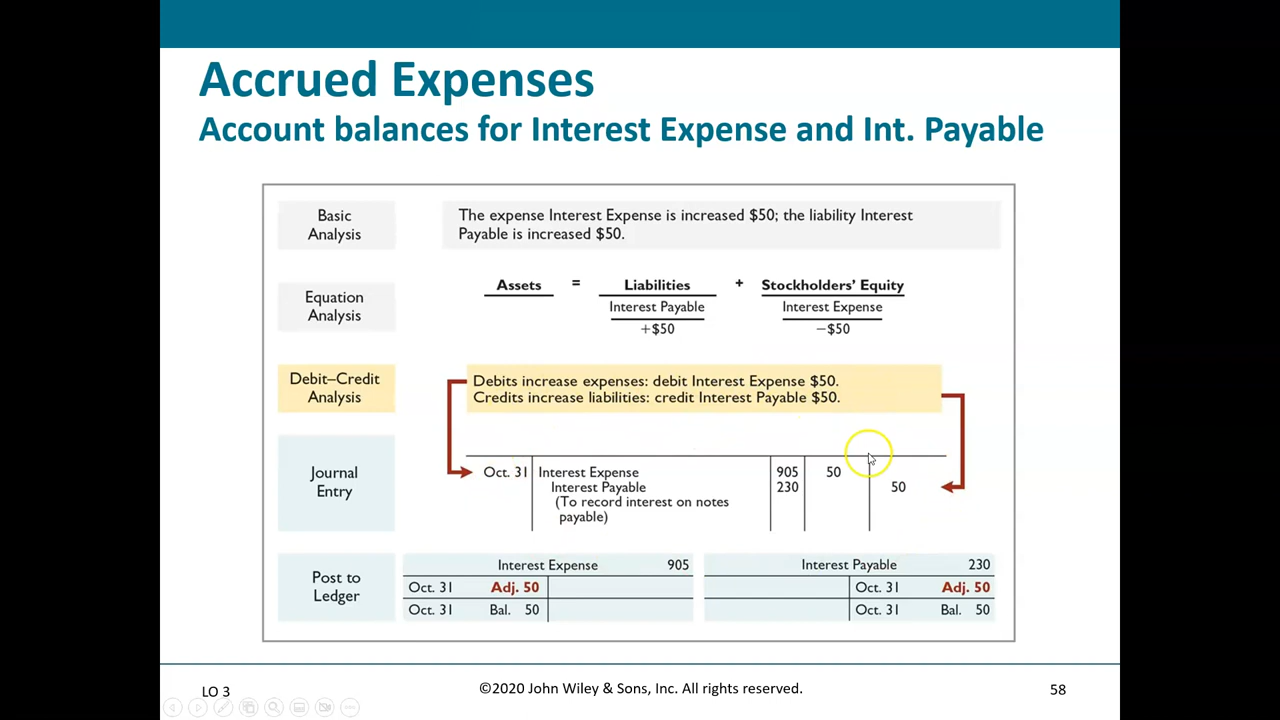 Accrued Expenses
Account balances for Interest Expense and Int. Payable
Basic
Analysis
The expense Interest Expense is increased $50; the liability Interest
Payable is increased $50.
Equation
Analysis
Assets = Liabilities + Stockholders’ Equity
Interest Payable Interest Expense
+$50 −$50
Debit–Credit
Analysis
Debits increase expenses: debit Interest Expense $50.
Credits increase liabilities: credit Interest Payable $50.
Journal
Entry
Oct. 31 Interest Expense 905 50
Interest Payable 230 50
(To record interest on notes
payable)
Post to
Ledger
Interest Expense 905
Oct. 31 Adj. 50
Oct. 31 Bal. 50
Interest Payable 230
Oct. 31 Adj. 50
Oct. 31 Bal. 50
LO 3
©2020 John Wiley & Sons, Inc. All rights reserved.
58